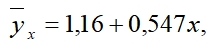 y̅ₓ = 1,16 + 0,547x,